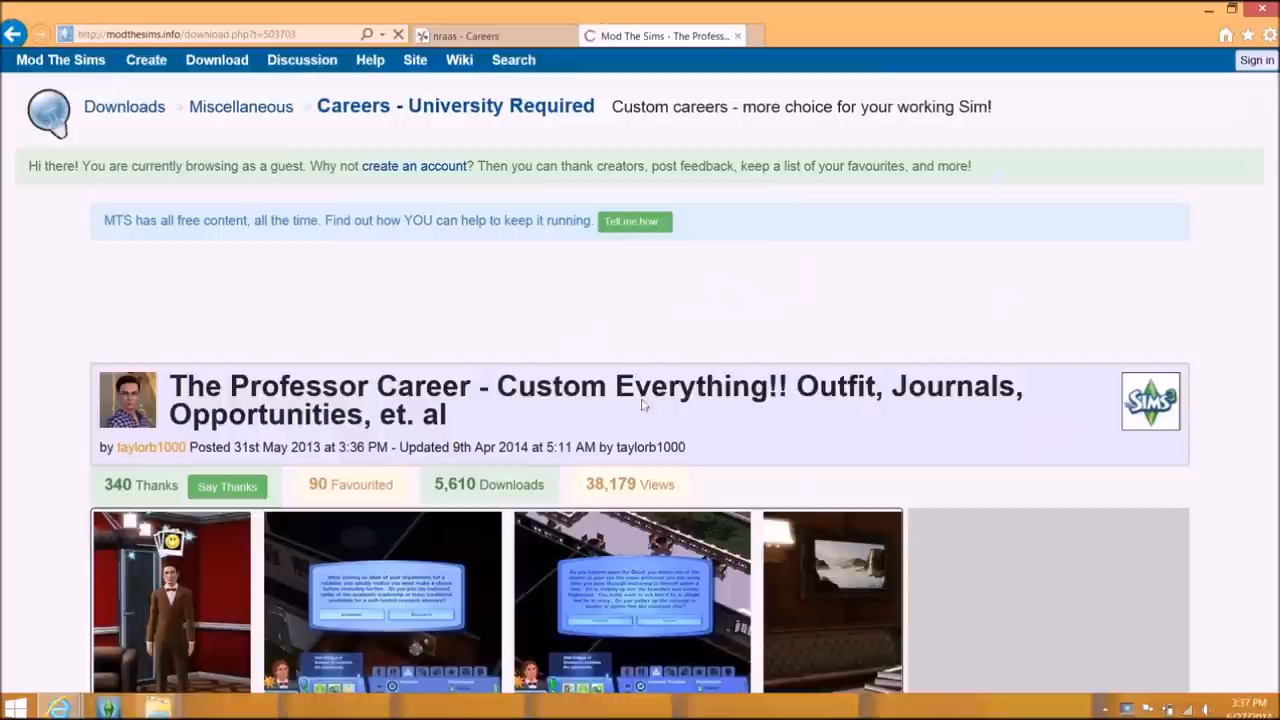 http://modthesims.info/download.php?t=503703
nraas - Careers
Mod The Sims - The Profess...
Mod The Sims Create Download Discussion Help Site Wiki Search Sign in
Downloads > Miscellaneous > Careers - University Required Custom careers - more choice for your working Sim!
Hi there! You are currently browsing as a guest. Why not create an account? Then you can thank creators, post feedback, keep a list of your favourites, and more!
MTS has all free content, all the time. Find out how YOU can help to keep it running. Tell me how...
The Professor Career - Custom Everything!! Outfit, Journals,
Opportunities, et. al
by taylorb1000 Posted 31st May 2013 at 3:36 PM - Updated 9th Apr 2014 at 5:11 AM by taylorb1000
The SIMS 3
340 Thanks Say Thanks 90 Favourited 5,610 Downloads 38,179 Views
3:37 PM